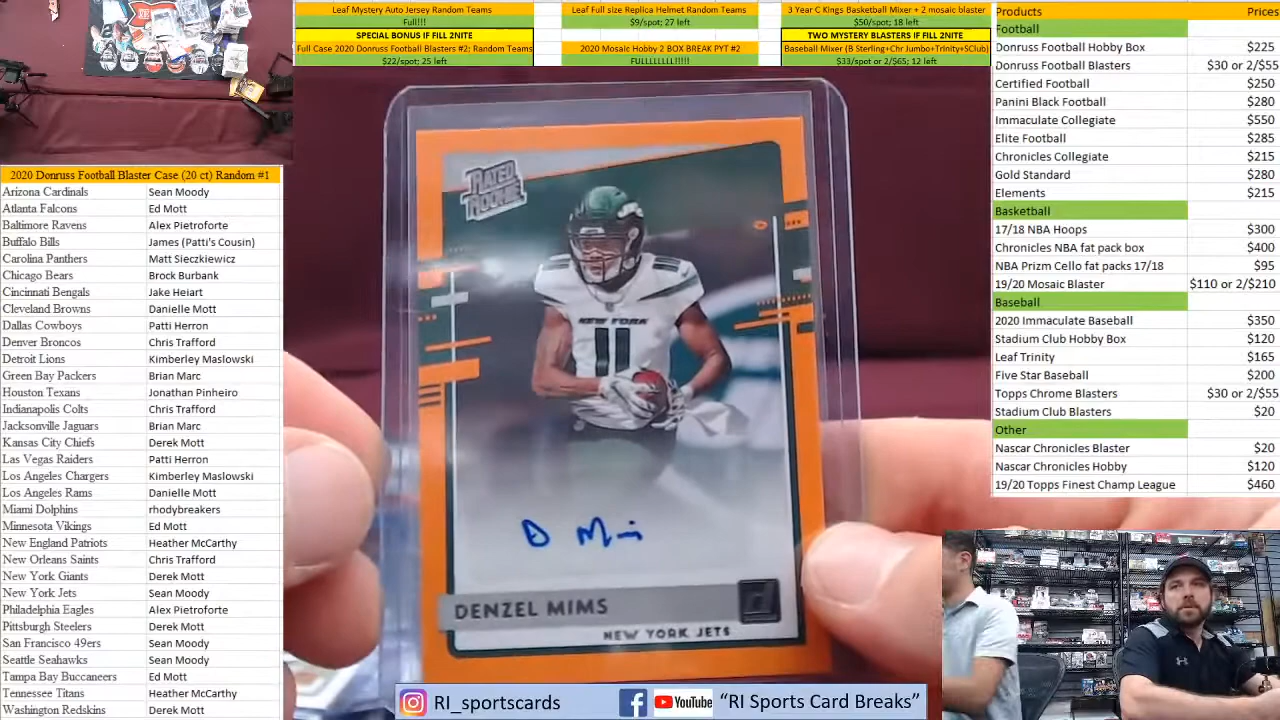 Leaf Mystery Auto Jersey Random Teams
Full!!!
SPECIAL BONUS IF FILL 2NITE
Full Case 2020 Donruss Football Blasters #2; Random Teams
$22/spot; 25 left
Leaf Full size Replica Helmet Random Teams
$9/spot; 27 left
2020 Mosaic Hobby 2 BOX BREAK PYT #2
FULLLLLLLL!!!!!
3 Year C Kings Basketball Mixer + 2 mosaic blaster
$50/spot; 18 left
TWO MYSTERY BLASTERS IF FILL 2NITE
Baseball Mixer (B Sterling+Chr Jumbo+Trinity+SClub)
$33/spot or 2/$65; 12 left
Products Prices
Football
Donruss Football Hobby Box $225
Donruss Football Blasters $30 or 2/$55
Certified Football $250
Panini Black Football $280
Immaculate Collegiate $550
Elite Football $285
Chronicles Collegiate $215
Gold Standard $280
Elements $215
Basketball
17/18 NBA Hoops $300
Chronicles NBA fat pack box $400
NBA Prizm Cello fat packs 17/18 $95
19/20 Mosaic Blaster $110 or 2/$210
Baseball
2020 Immaculate Baseball $350
Stadium Club Hobby Box $120
Leaf Trinity $165
Five Star Baseball $200
Topps Chrome Blasters $30 or 2/$55
Stadium Club Blasters $20
Other
Nascar Chronicles Blaster $20
Nascar Chronicles Hobby $120
19/20 Topps Finest Champ League $460
2020 Donruss Football Blaster Case (20 ct) Random #1
Arizona Cardinals Sean Moody
Atlanta Falcons Ed Mott
Baltimore Ravens Alex Pietroforte
Buffalo Bills James (Patti's Cousin)
Carolina Panthers Matt Sieczkiewicz
Chicago Bears Brock Burbank
Cincinnati Bengals Jake Heiart
Cleveland Browns Danielle Mott
Dallas Cowboys Patti Herron
Denver Broncos Chris Trafford
Detroit Lions Kimberley Maslowski
Green Bay Packers Brian Marc
Houston Texans Jonathan Pinheiro
Indianapolis Colts Chris Trafford
Jacksonville Jaguars Brian Marc
Kansas City Chiefs Derek Mott
Las Vegas Raiders Patti Herron
Los Angeles Chargers Kimberley Maslowski
Los Angeles Rams Danielle Mott
Miami Dolphins rhodybreakers
Minnesota Vikings Ed Mott
New England Patriots Heather McCarthy
New Orleans Saints Chris Trafford
New York Giants Derek Mott
New York Jets Sean Moody
Philadelphia Eagles Alex Pietroforte
Pittsburgh Steelers Derek Mott
San Francisco 49ers Sean Moody
Seattle Seahawks Sean Moody
Tampa Bay Buccaneers Ed Mott
Tennessee Titans Heather McCarthy
Washington Redskins Derek Mott
RATED
ROOKIE
NEW YORK
11
D Mim
DENZEL MIMS
NEW YORK JETS
RI_sportscards
YouTube "RI Sports Card Breaks"